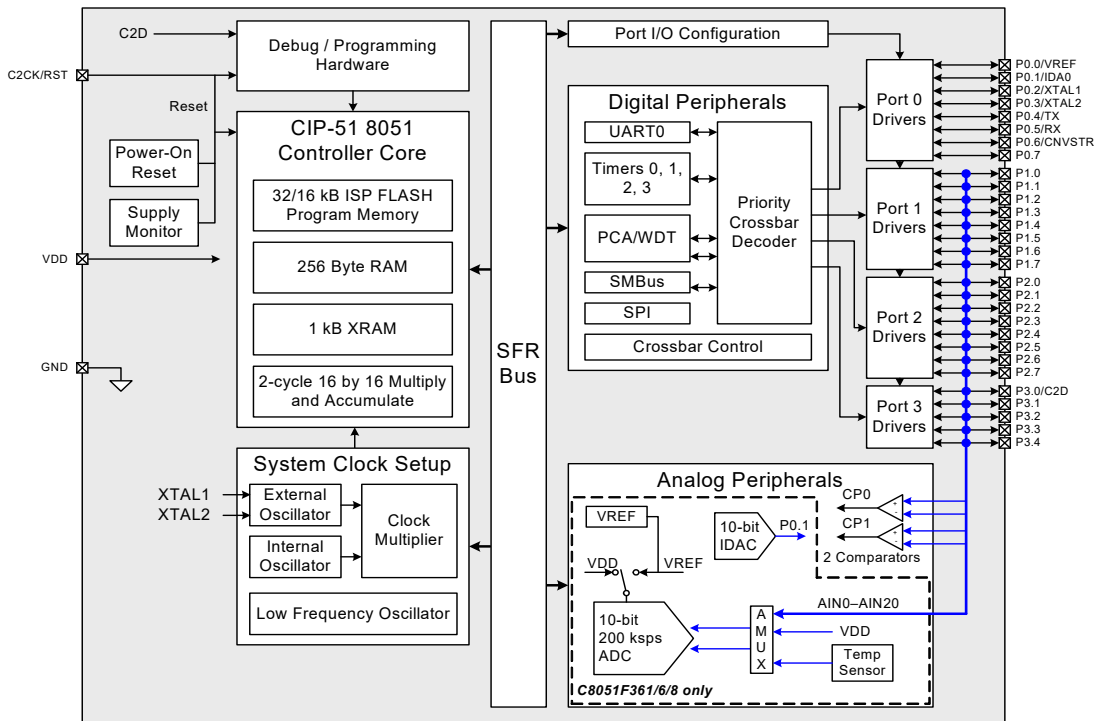 C2D
C2CK/RST
Reset
Power-On
Reset
Supply
Monitor
VDD
GND
Debug / Programming
Hardware
CIP-51 8051
Controller Core
32/16 kB ISP FLASH
Program Memory
256 Byte RAM
1 kB XRAM
2-cycle 16 by 16 Multiply
and Accumulate
System Clock Setup
XTAL1
XTAL2
External
Oscillator
Internal
Oscillator
Clock
Multiplier
Low Frequency Oscillator
SFR
Bus
Port I/O Configuration
Digital Peripherals
UART0
Timers 0, 1,
2, 3
PCA/WDT
SMBus
SPI
Priority
Crossbar
Decoder
Crossbar Control
Port 0
Drivers
Port 1
Drivers
Port 2
Drivers
Port 3
Drivers
P0.0/VREF
P0.1/IDA0
P0.2/XTAL1
P0.3/XTAL2
P0.4/TX
P0.5/RX
P0.6/CNVSTR
P0.7
P1.0
P1.1
P1.2
P1.3
P1.4
P1.5
P1.6
P1.7
P2.0
P2.1
P2.2
P2.3
P2.4
P2.5
P2.6
P2.7
P3.0/C2D
P3.1
P3.2
P3.3
P3.4
Analog Peripherals
VREF
VDD
VREF
10-bit
IDAC
P0.1
CP0
+
-
CP1
+
-
2 Comparators
10-bit
200 ksps
ADC
A
M
U
X
AIN0–AIN20
VDD
Temp
Sensor
C8051F361/6/8 only